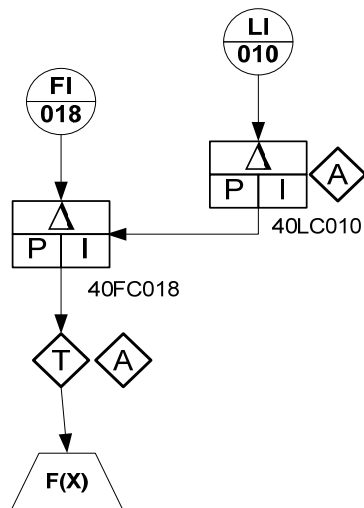 LI
010
FI
018
Δ
P I
A
40LC010
Δ
P I
40FC018
T
A
F(X)